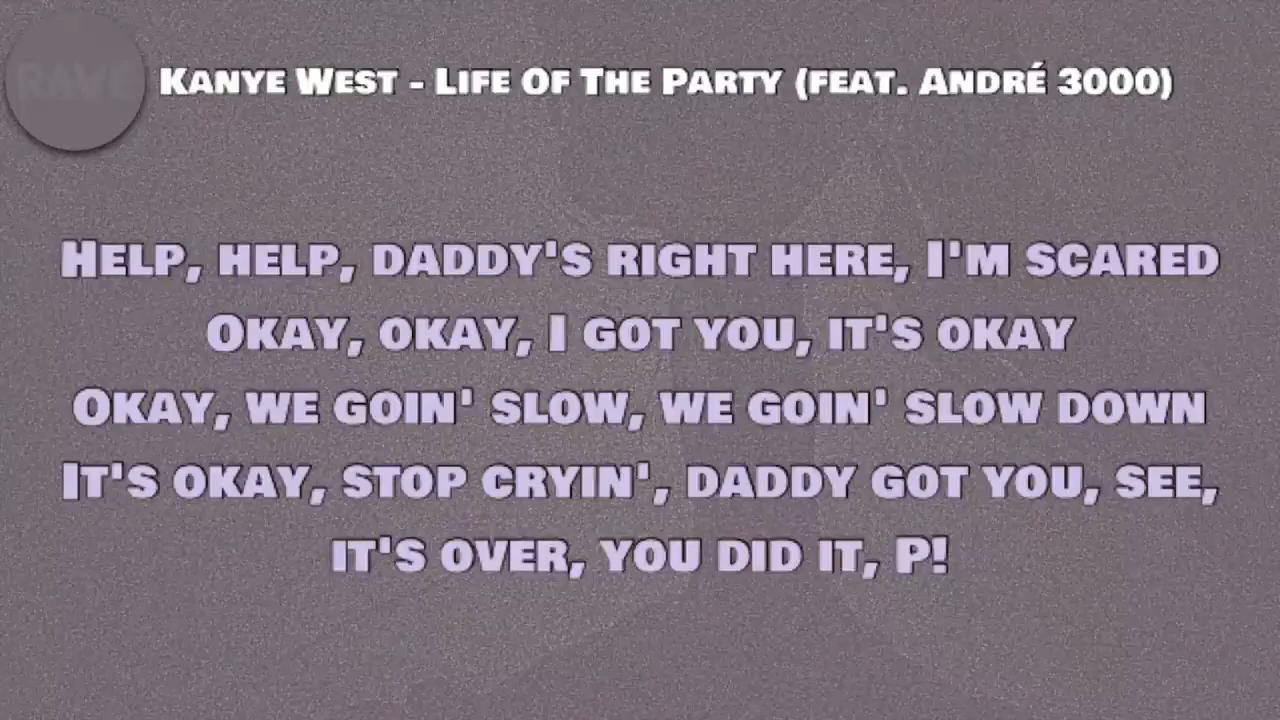 RAVE
Kanye West - Life Of The Party (feat. André 3000)
Help, help, daddy's right here, I'm scared
Okay, okay, I got you, it's okay
Okay, we goin' slow, we goin' slow down
It's okay, stop cryin', daddy got you, see,
it's over, you did it, P!